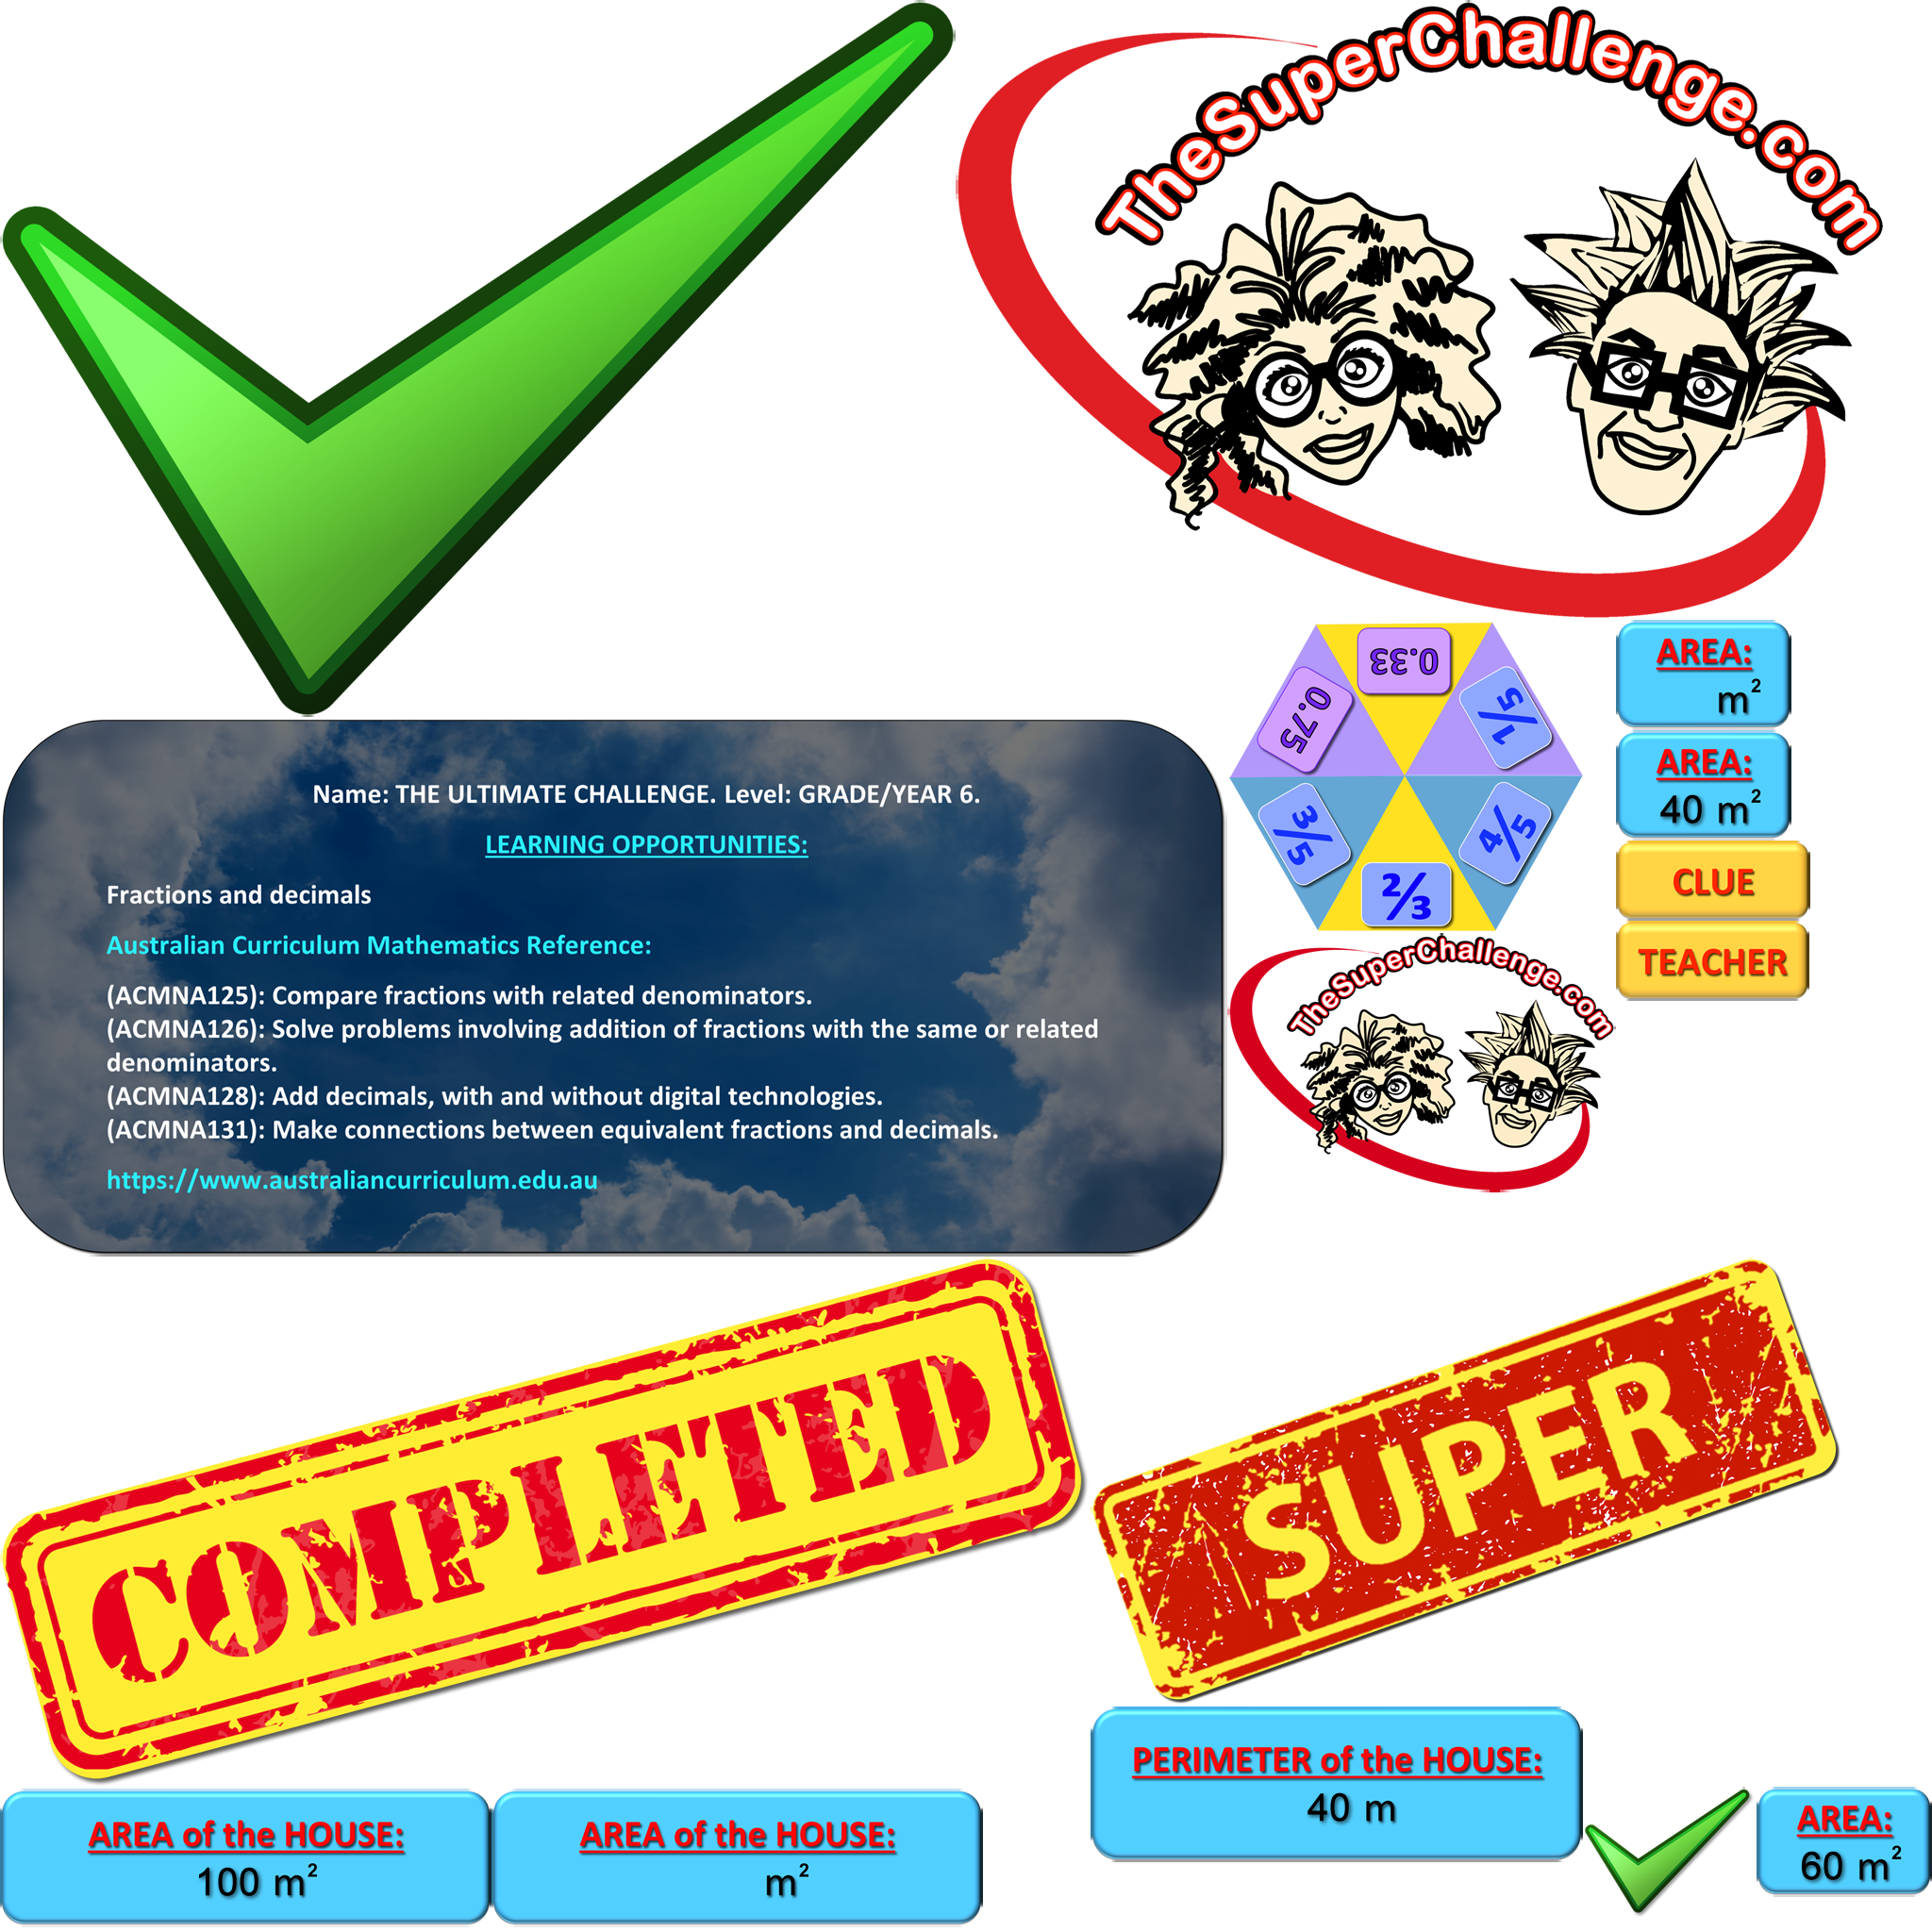 TheSuperChallenge.com
0.33
0.75
1/5
3/5
4/5
2/3
AREA:
m²
AREA:
40 m²
CLUE
TEACHER
Name: THE ULTIMATE CHALLENGE. Level: GRADE/YEAR 6.
LEARNING OPPORTUNITIES:
Fractions and decimals
Australian Curriculum Mathematics Reference:
(ACMNA125): Compare fractions with related denominators.
(ACMNA126): Solve problems involving addition of fractions with the same or related
denominators.
(ACMNA128): Add decimals, with and without digital technologies.
(ACMNA131): Make connections between equivalent fractions and decimals.
https://www.australiancurriculum.edu.au
TheSuperChallenge.com
COMPLETED
SUPER
PERIMETER of the HOUSE:
40 m
AREA of the HOUSE:
100 m²
AREA of the HOUSE:
m²
AREA:
60 m²